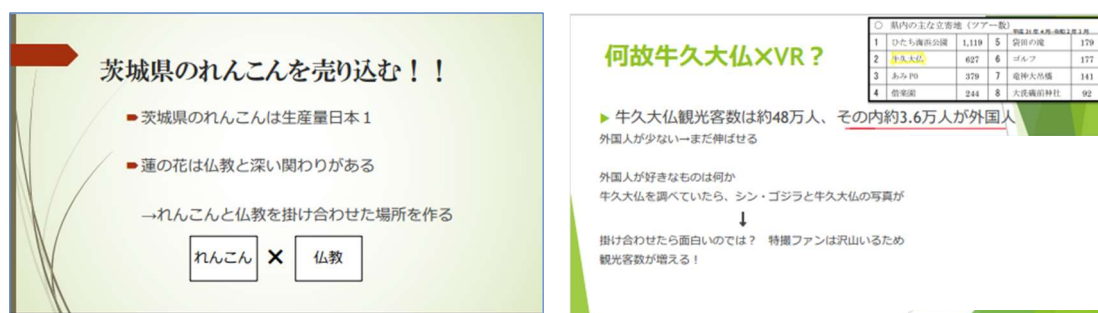 茨城県のれんこんを売り込む！！
茨城県のれんこんは生産量日本１
蓮の花は仏教と深い関わりがある
→れんこんと仏教を掛け合わせた場所を作る
れんこん × 仏教
何故牛久大仏×VR？
○ 県内の主な立寄地（ツアー数）
平成31年4月-令和2年3月
1 ひたち海浜公園 1,119 5 袋田の滝 179
2 牛久大仏 627 6 ゴルフ 177
3 あみPO 379 7 竜神大吊橋 141
4 偕楽園 244 8 大洗磯前神社 92
牛久大仏観光客数は約48万人、その内約3.6万人が外国人
外国人が少ない→まだ伸ばせる
外国人が好きなものは何か
牛久大仏を調べていたら、シン・ゴジラと牛久大仏の写真が
↓
掛け合わせたら面白いのでは？　特撮ファンは沢山いるため
観光客数が増える！